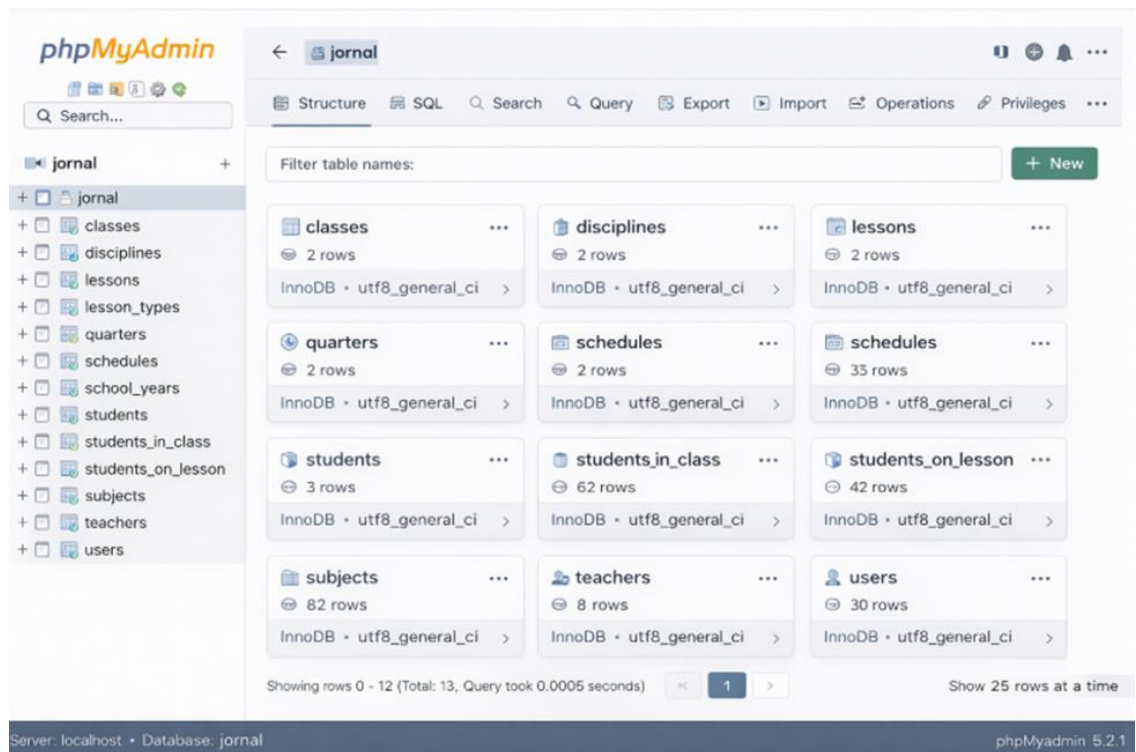 phpMyAdmin
Search...
jornal
jornal
classes
disciplines
lessons
lesson_types
quarters
schedules
school_years
students
students_in_class
students_on_lesson
subjects
teachers
users
jornal
Structure SQL Search Query Export Import Operations Privileges
Filter table names:
+ New
classes
2 rows
InnoDB • utf8_general_ci
disciplines
2 rows
InnoDB • utf8_general_ci
lessons
2 rows
InnoDB • utf8_general_ci
quarters
2 rows
InnoDB • utf8_general_ci
schedules
2 rows
InnoDB • utf8_general_ci
schedules
33 rows
InnoDB • utf8_general_ci
students
3 rows
InnoDB • utf8_general_ci
students_in_class
62 rows
InnoDB • utf8_general_ci
students_on_lesson
42 rows
InnoDB • utf8_general_ci
subjects
82 rows
InnoDB • utf8_general_ci
teachers
8 rows
InnoDB • utf8_general_ci
users
30 rows
InnoDB • utf8_general_ci
Showing rows 0 - 12 (Total: 13, Query took 0.0005 seconds)
1
Show 25 rows at a time
Server: localhost • Database: jornal
phpMyadmin 5.2.1